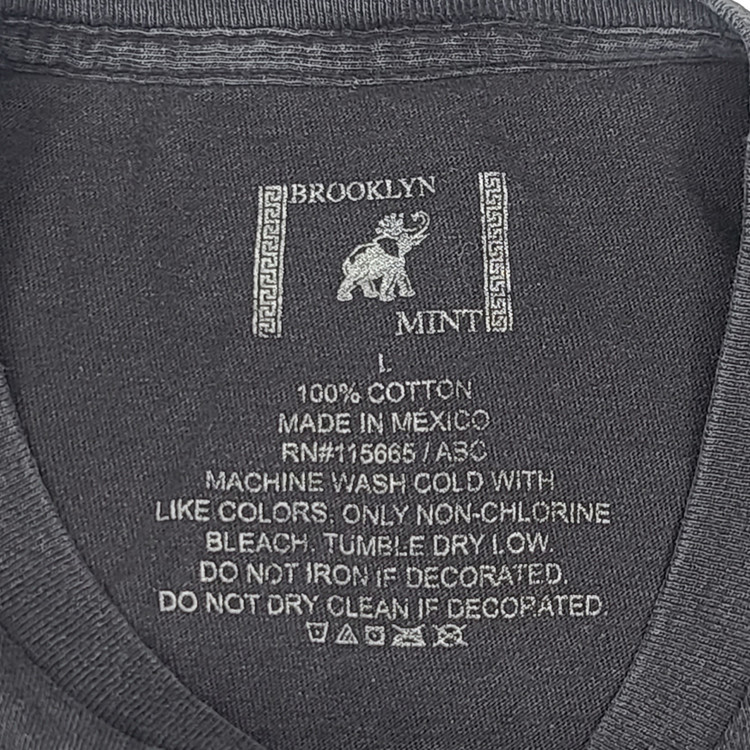 BROOKLYN
MINT
L
100% COTTON
MADE IN MEXICO
RN#115665 / ABC
MACHINE WASH COLD WITH
LIKE COLORS. ONLY NON-CHLORINE
BLEACH. TUMBLE DRY LOW.
DO NOT IRON IF DECORATED.
DO NOT DRY CLEAN IF DECORATED.